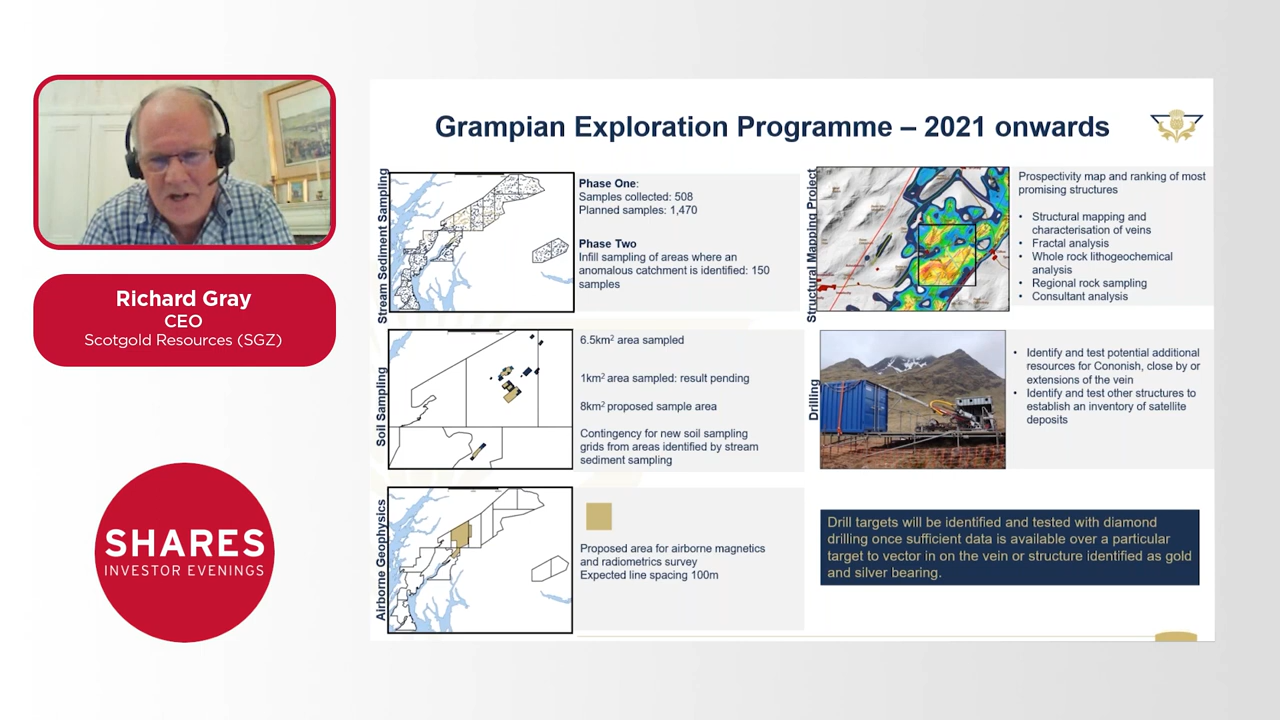 Richard Gray
CEO
Scotgold Resources (SGZ)
SHARES
INVESTOR EVENINGS
Grampian Exploration Programme – 2021 onwards
Stream Sediment Sampling
Phase One:
Samples collected: 508
Planned samples: 1,470
Phase Two
Infill sampling of areas where an
anomalous catchment is identified: 150
samples
Soil Sampling
6.5km² area sampled
1km² area sampled: result pending
8km² proposed sample area
Contingency for new soil sampling
grids from areas identified by stream
sediment sampling
Airborne Geophysics
Proposed area for airborne magnetics
and radiometrics survey
Expected line spacing 100m
Structural Mapping Project
Prospectivity map and ranking of most
promising structures
• Structural mapping and
characterisation of veins
• Fractal analysis
• Whole rock lithogeochemical
analysis
• Regional rock sampling
• Consultant analysis
Drilling
• Identify and test potential additional
resources for Cononish, close by or
extensions of the vein
• Identify and test other structures to
establish an inventory of satellite
deposits
Drill targets will be identified and tested with diamond
drilling once sufficient data is available over a particular
target to vector in on the vein or structure identified as gold
and silver bearing.